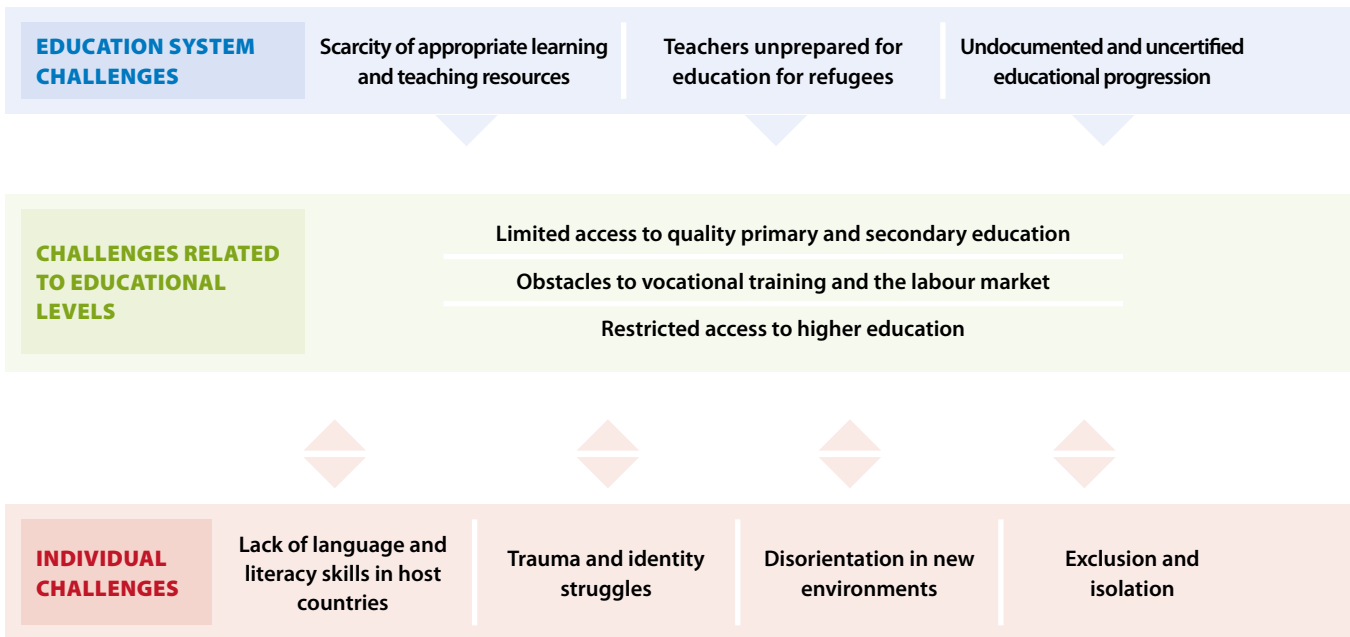 EDUCATION SYSTEM
CHALLENGES
Scarcity of appropriate learning
and teaching resources
Teachers unprepared for
education for refugees
Undocumented and uncertified
educational progression
CHALLENGES RELATED
TO EDUCATIONAL
LEVELS
Limited access to quality primary and secondary education
Obstacles to vocational training and the labour market
Restricted access to higher education
INDIVIDUAL
CHALLENGES
Lack of language and
literacy skills in host
countries
Trauma and identity
struggles
Disorientation in new
environments
Exclusion and
isolation